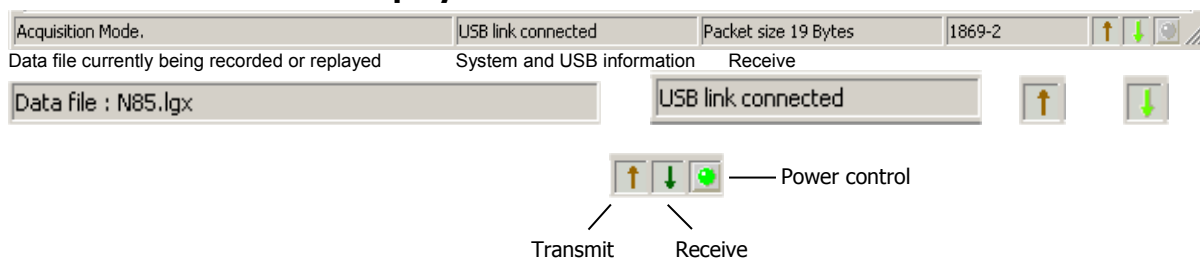 Acquisition Mode. USB link connected Packet size 19 Bytes 1869-2
Data file currently being recorded or replayed System and USB information Receive
Data file : N85.lgx USB link connected
Power control
Transmit Receive